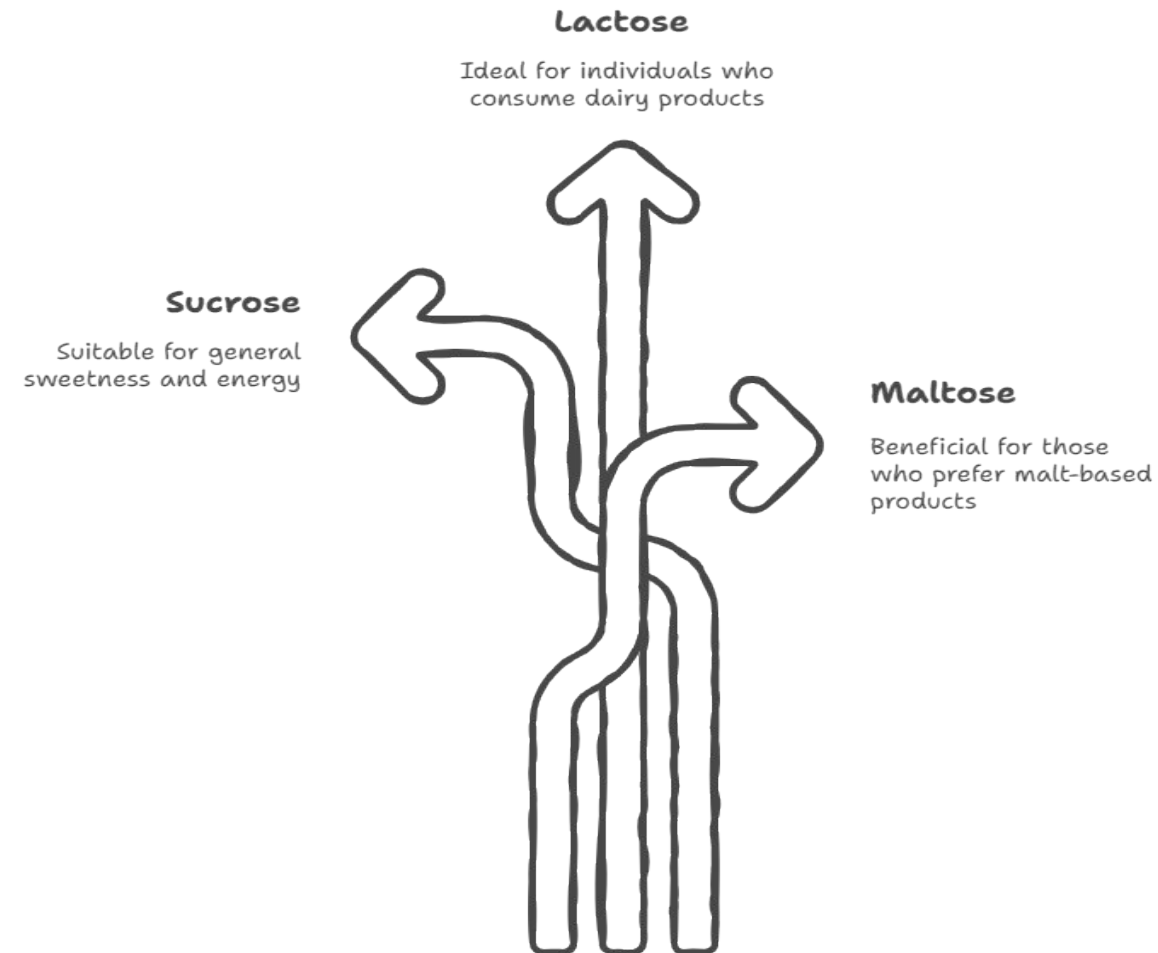 Lactose
Ideal for individuals who
consume dairy products
Sucrose
Suitable for general
sweetness and energy
Maltose
Beneficial for those
who prefer malt-based
products